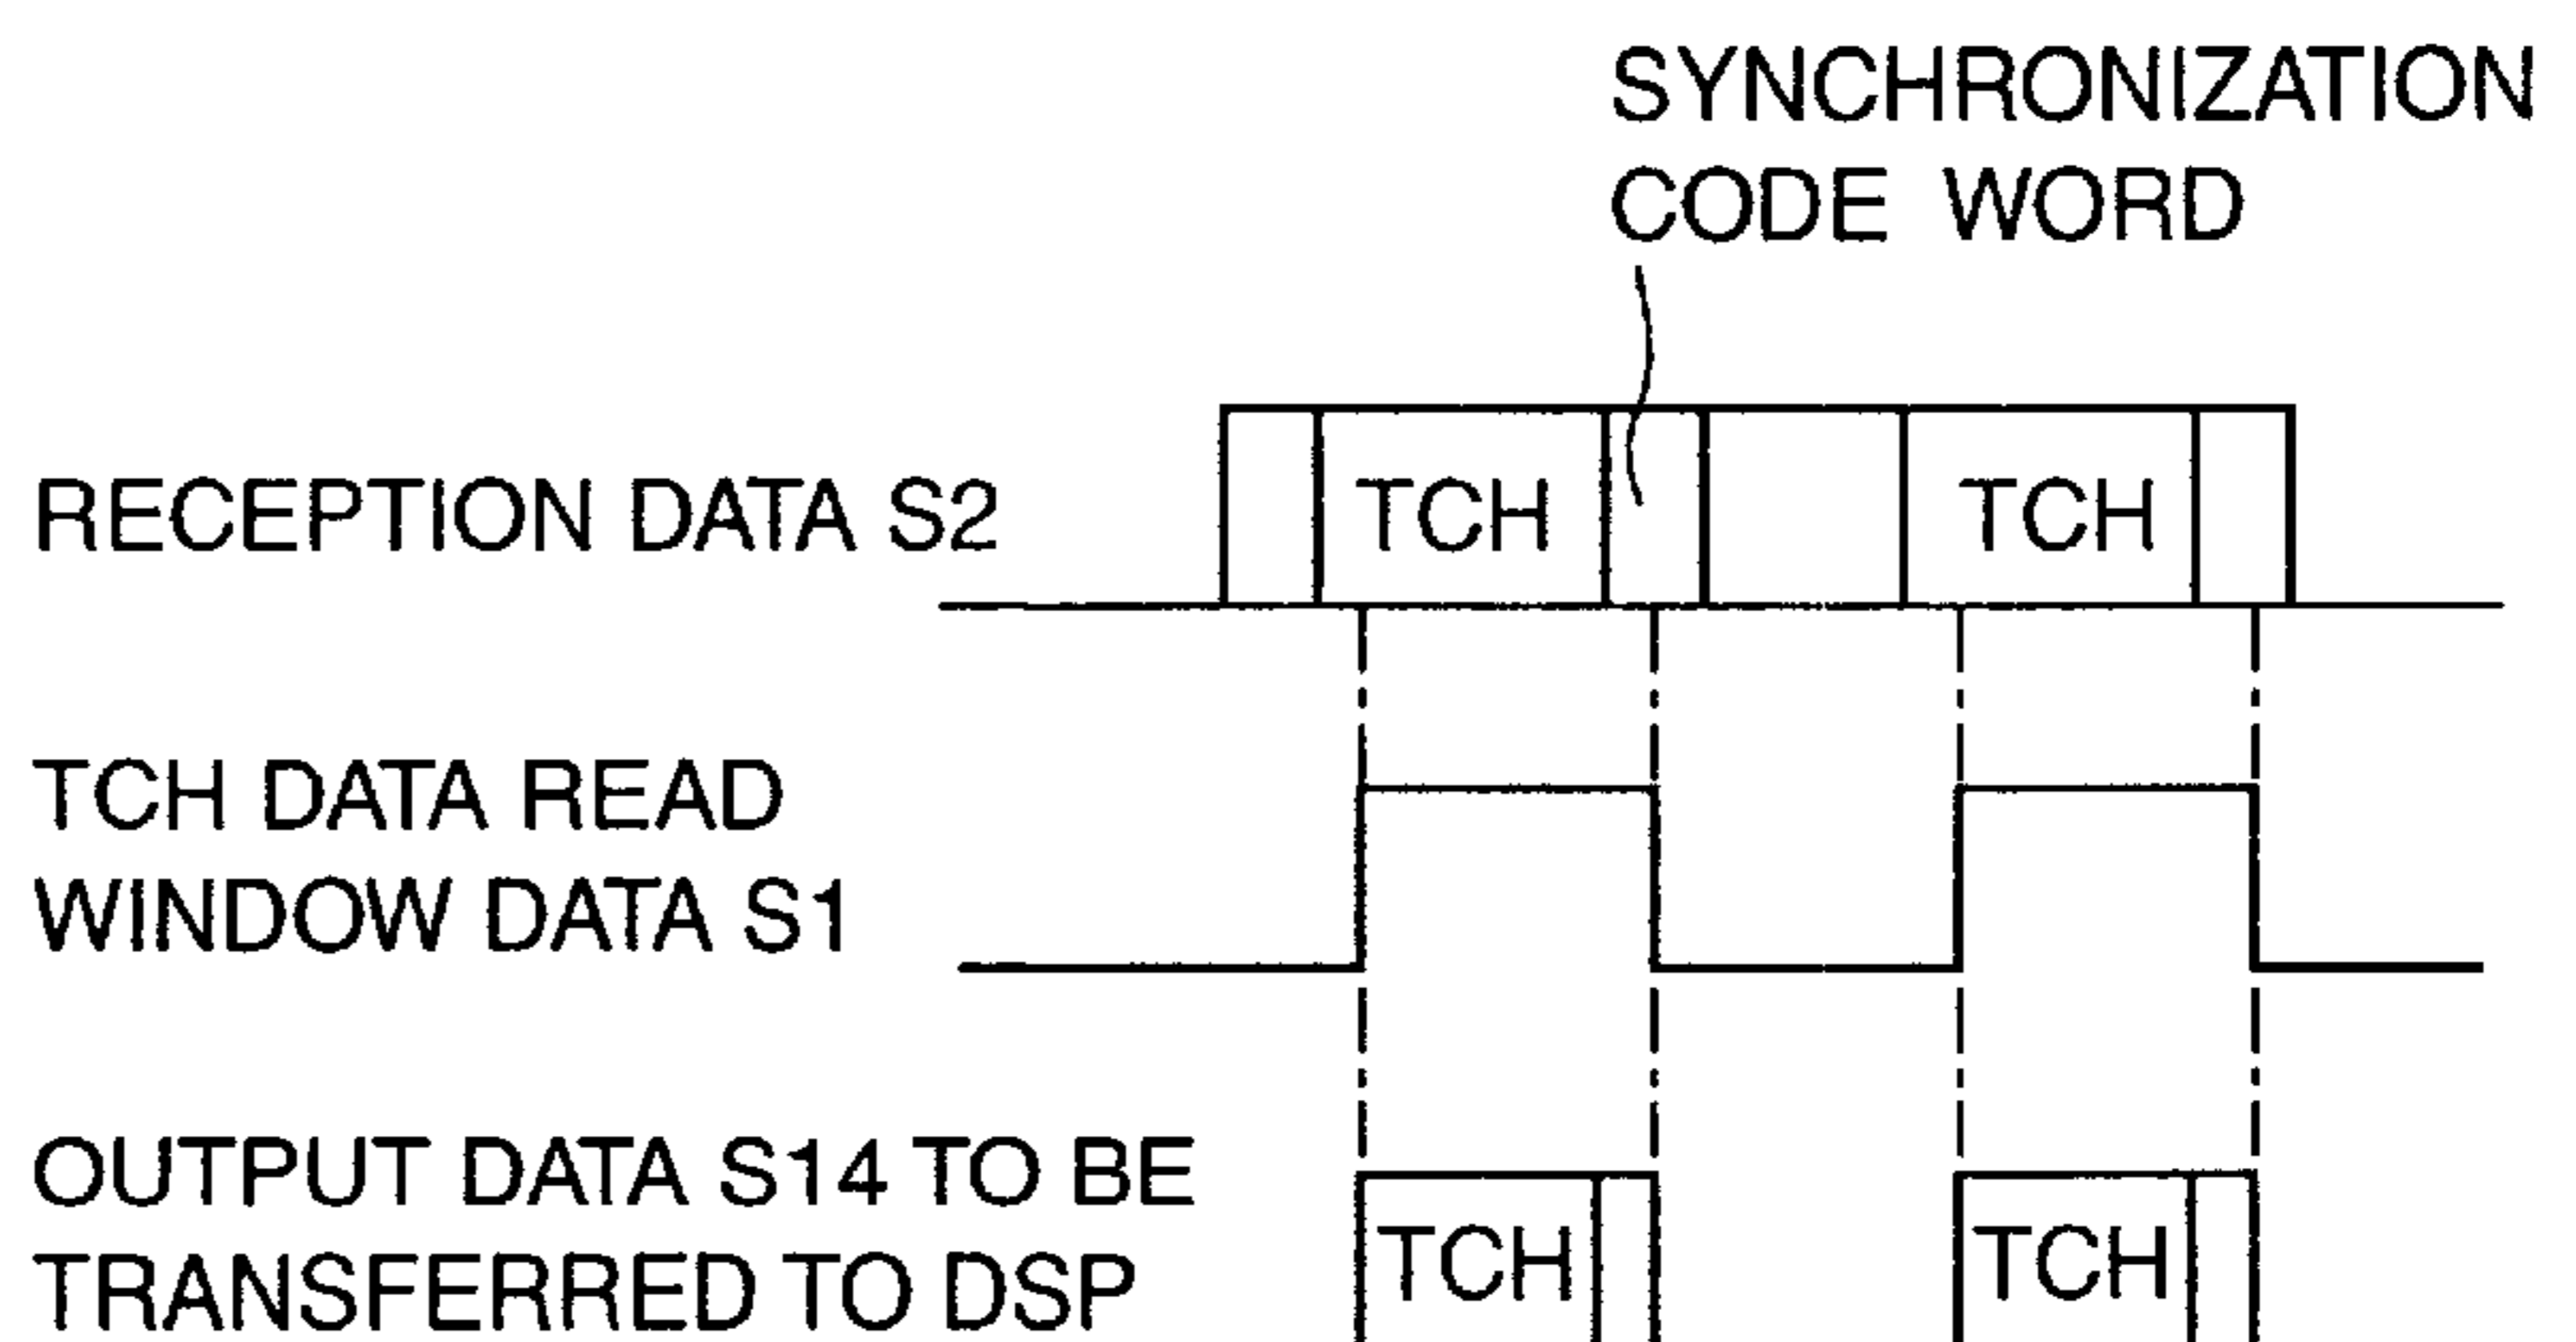 SYNCHRONIZATION
CODE WORD
RECEPTION DATA S2
TCH
TCH
TCH DATA READ
WINDOW DATA S1
OUTPUT DATA S14 TO BE
TRANSFERRED TO DSP
TCH
TCH